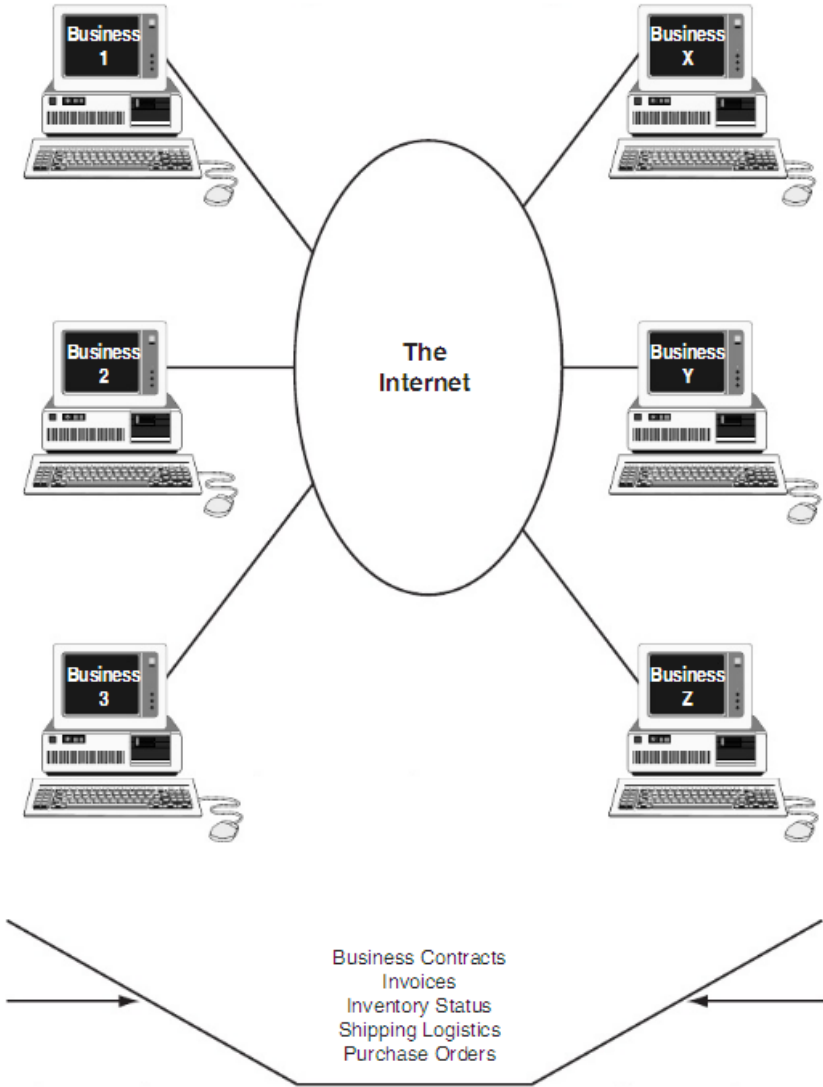 Business
1
Business
X
The
Internet
Business
2
Business
Y
Business
3
Business
Z
Business Contracts
Invoices
Inventory Status
Shipping Logistics
Purchase Orders